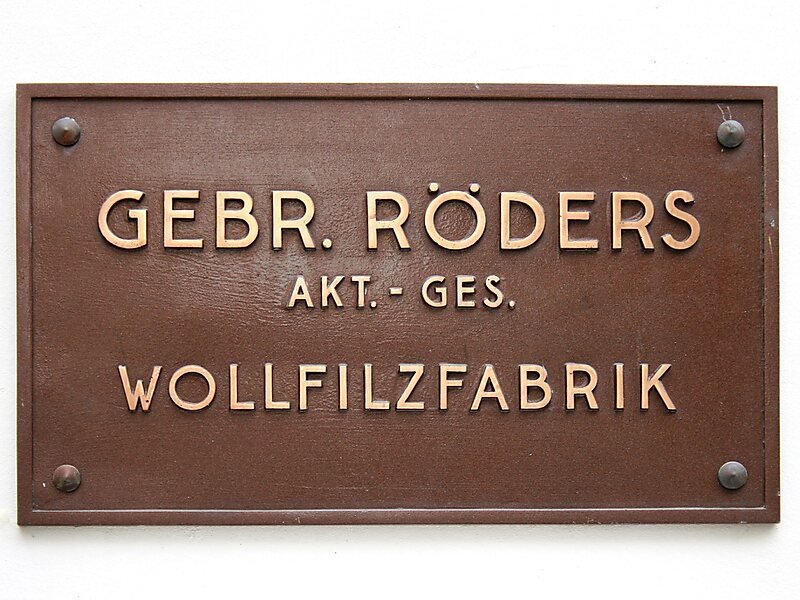 GEBR. RÖDERS
AKT.-GES.
WOLLFILZFABRIK